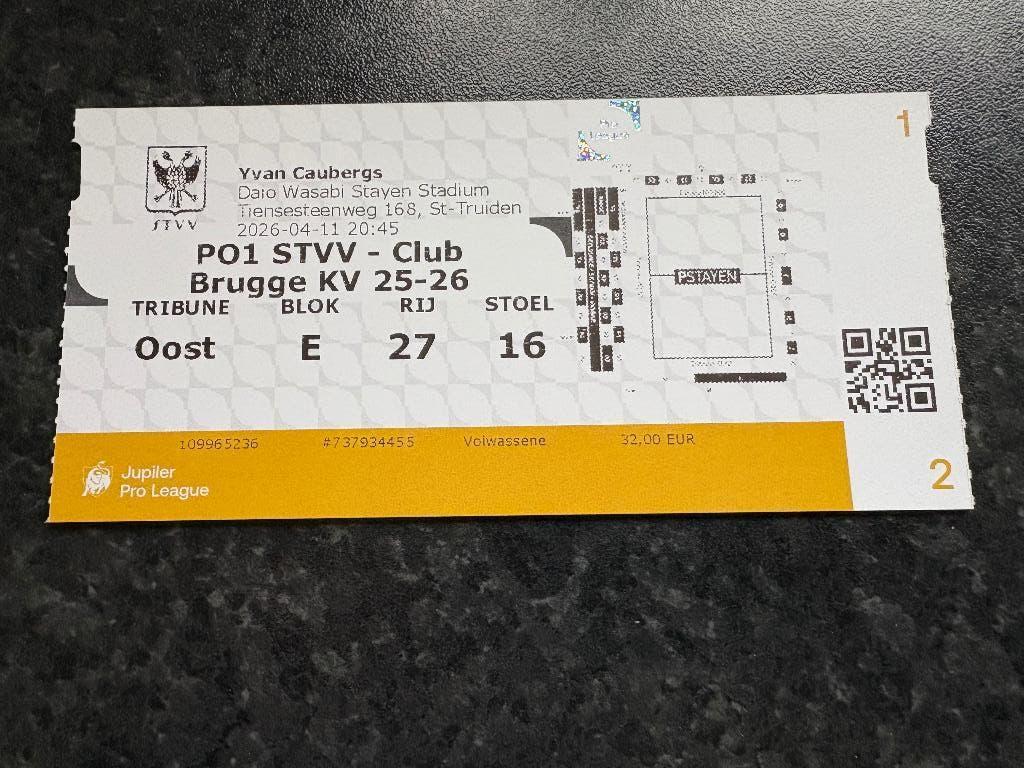 1
Pro
League
STVV
Yvan Caubergs
Daio Wasabi Stayen Stadium
Tiensesteenweg 168, St-Truiden
2026-04-11 20:45
PO1 STVV - Club
Brugge KV 25-26
TRIBUNE BLOK RIJ STOEL
Oost E 27 16
PSTAYEN
109965236 #737934455 Volwassene 32,00 EUR
Jupiler
Pro League
2